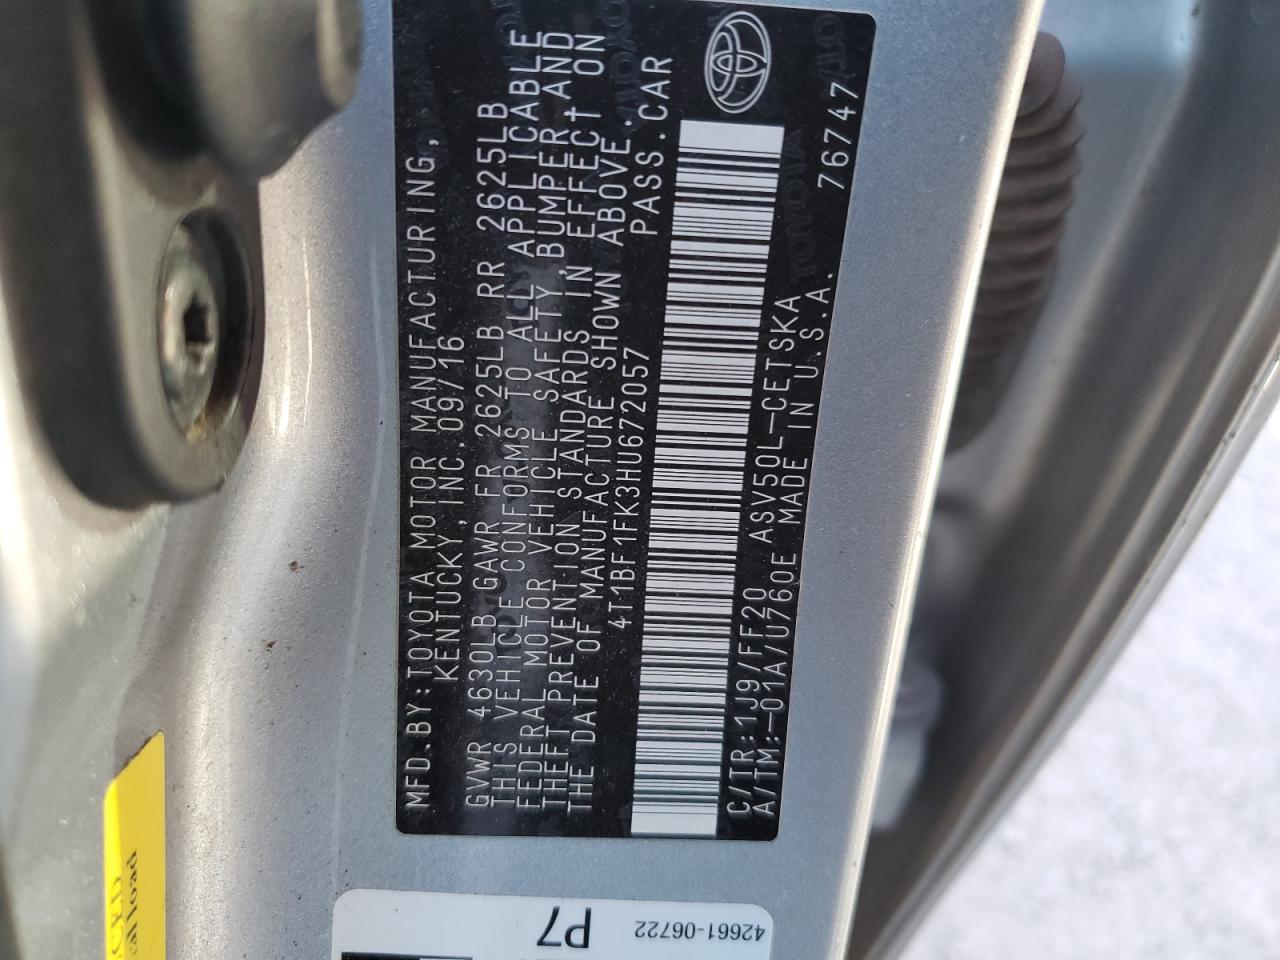 MFD.BY:TOYOTA MOTOR MANUFACTURING,
KENTUCKY, INC. 09/16
GVWR 4630LB GAWR FR 2625LB RR 2625LB
THIS VEHICLE CONFORMS TO ALL APPLICABLE
FEDERAL MOTOR VEHICLE SAFETY, BUMPER AND
THEFT PREVENTION STANDARDS IN EFFECT ON
THE DATE OF MANUFACTURE SHOWN ABOVE.
4T1BF1FK3HU672057 PASS.CAR
C/TR:1J9/FF20 ASV50L-CETSKA
A/TM:-01A/U760E MADE IN U.S.A.
76747
42661-06722
P7
load